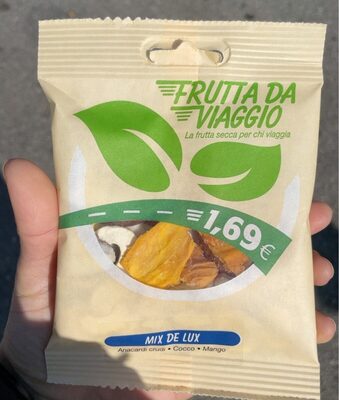 FRUTTA DA
VIAGGIO
La frutta secca per chi viaggia
1,69€
MIX DE LUX
Anacardi crudi • Cocco • Mango